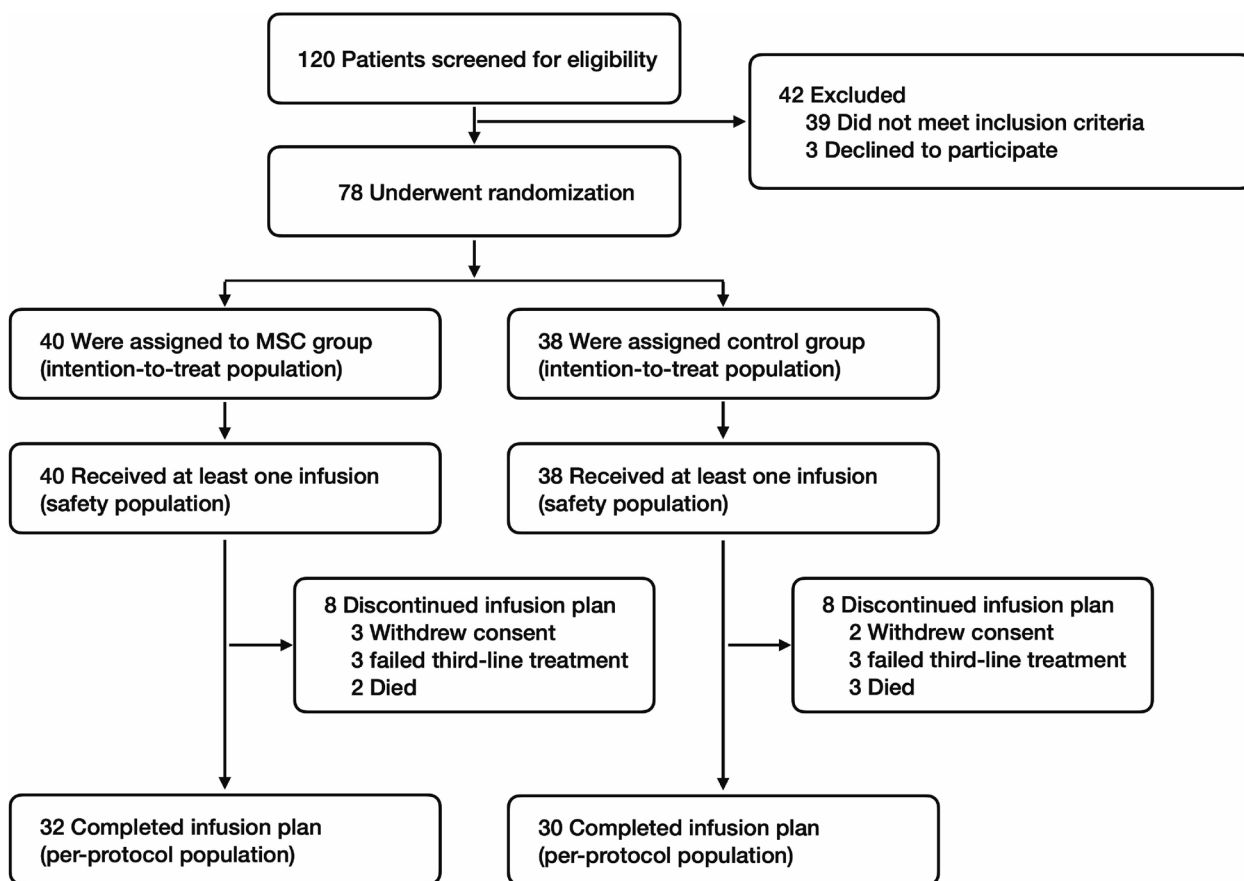 120 Patients screened for eligibility
42 Excluded
39 Did not meet inclusion criteria
3 Declined to participate
78 Underwent randomization
40 Were assigned to MSC group
(intention-to-treat population)
38 Were assigned control group
(intention-to-treat population)
40 Received at least one infusion
(safety population)
38 Received at least one infusion
(safety population)
8 Discontinued infusion plan
3 Withdrew consent
3 failed third-line treatment
2 Died
8 Discontinued infusion plan
2 Withdrew consent
3 failed third-line treatment
3 Died
32 Completed infusion plan
(per-protocol population)
30 Completed infusion plan
(per-protocol population)